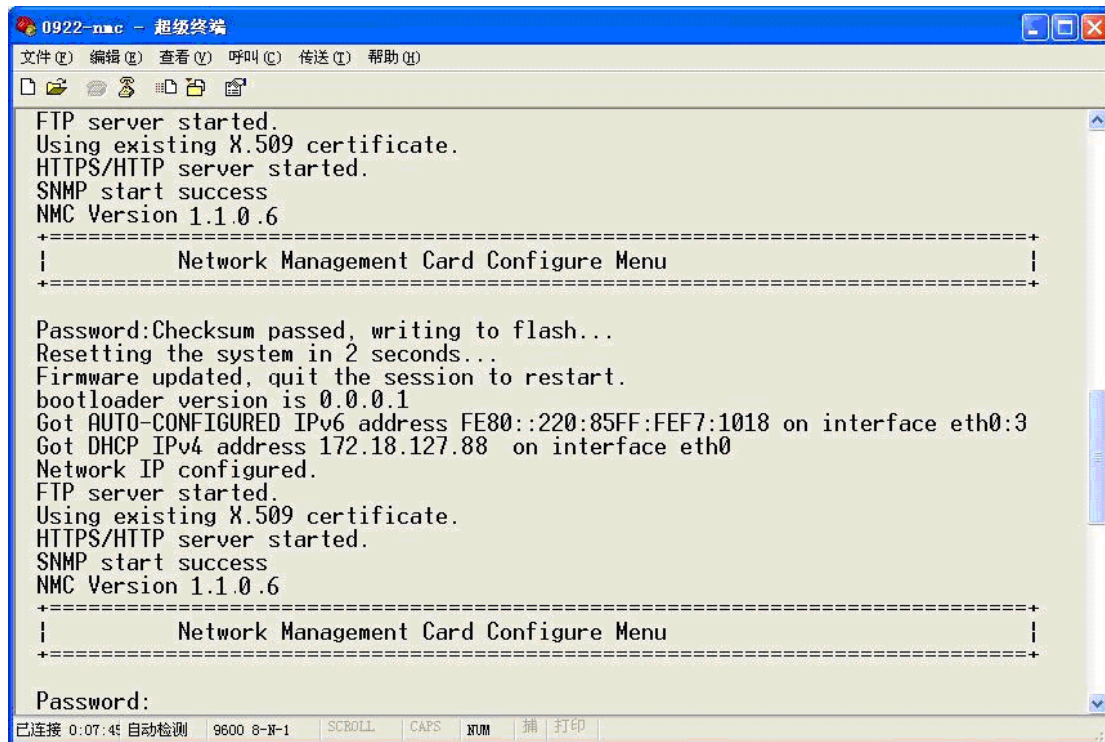 0922-nmc - 超级终端
文件(F) 编辑(E) 查看(V) 呼叫(C) 传送(T) 帮助(H)
FTP server started.
Using existing X.509 certificate.
HTTPS/HTTP server started.
SNMP start success
NMC Version 1.1.0.6
+============================================================================+
| Network Management Card Configure Menu |
+============================================================================+
Password:Checksum passed, writing to flash...
Resetting the system in 2 seconds...
Firmware updated, quit the session to restart.
bootloader version is 0.0.0.1
Got AUTO-CONFIGURED IPv6 address FE80::220:85FF:FEF7:1018 on interface eth0:3
Got DHCP IPv4 address 172.18.127.88 on interface eth0
Network IP configured.
FTP server started.
Using existing X.509 certificate.
HTTPS/HTTP server started.
SNMP start success
NMC Version 1.1.0.6
+============================================================================+
| Network Management Card Configure Menu |
+============================================================================+
Password:
已连接 0:07:45 自动检测 9600 8-N-1 SCROLL CAPS NUM 捕 打印